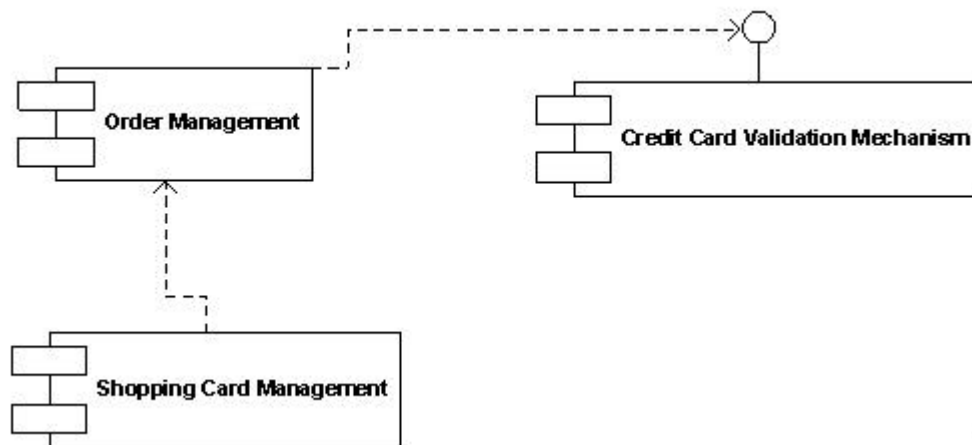 Order Management
Credit Card Validation Mechanism
Shopping Card Management